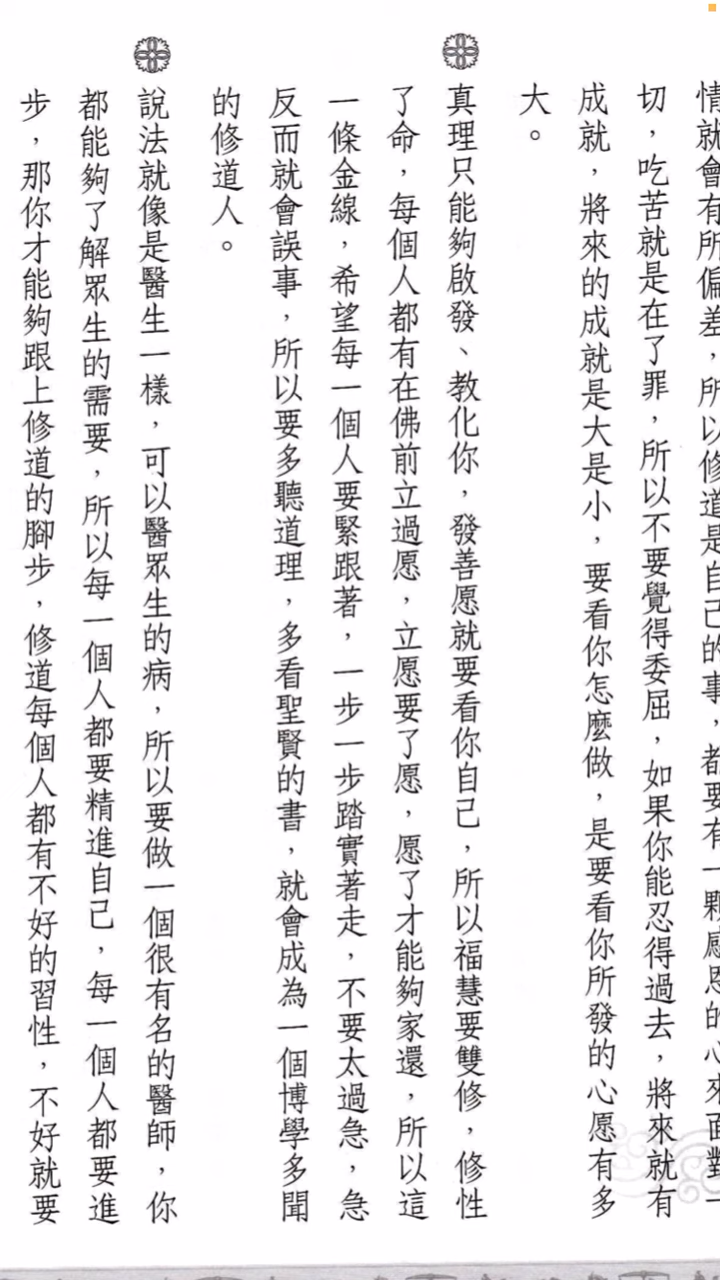 情就會有所偏差，所以修道是自己的事，都要有一顆感恩的心來面對一
切，吃苦就是在了罪，所以不要覺得委屈，如果你能忍得過去，將來就有
成就，將來的成就是大是小，要看你怎麼做，是要看你所發的心愿有多
大。
真理只能夠啟發、教化你，發善愿就要看你自己，所以福慧要雙修，修性
了命，每個人都有在佛前立過愿，立愿要了愿，愿了才能夠家還，所以這
一條金線，希望每一個人要緊跟著，一步一步踏實著走，不要太過急，急
反而就會誤事，所以要多聽道理，多看聖賢的書，就會成為一個博學多聞
的修道人。
說法就像是醫生一樣，可以醫眾生的病，所以要做一個很有名的醫師，你
都能夠了解眾生的需要，所以每一個人都要精進自己，每一個人都要進
步，那你才能夠跟上修道的腳步，修道每個人都有不好的習性，不好就要